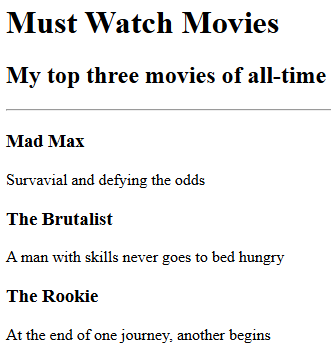 Must Watch Movies
My top three movies of all-time
Mad Max
Survavial and defying the odds
The Brutalist
A man with skills never goes to bed hungry
The Rookie
At the end of one journey, another begins